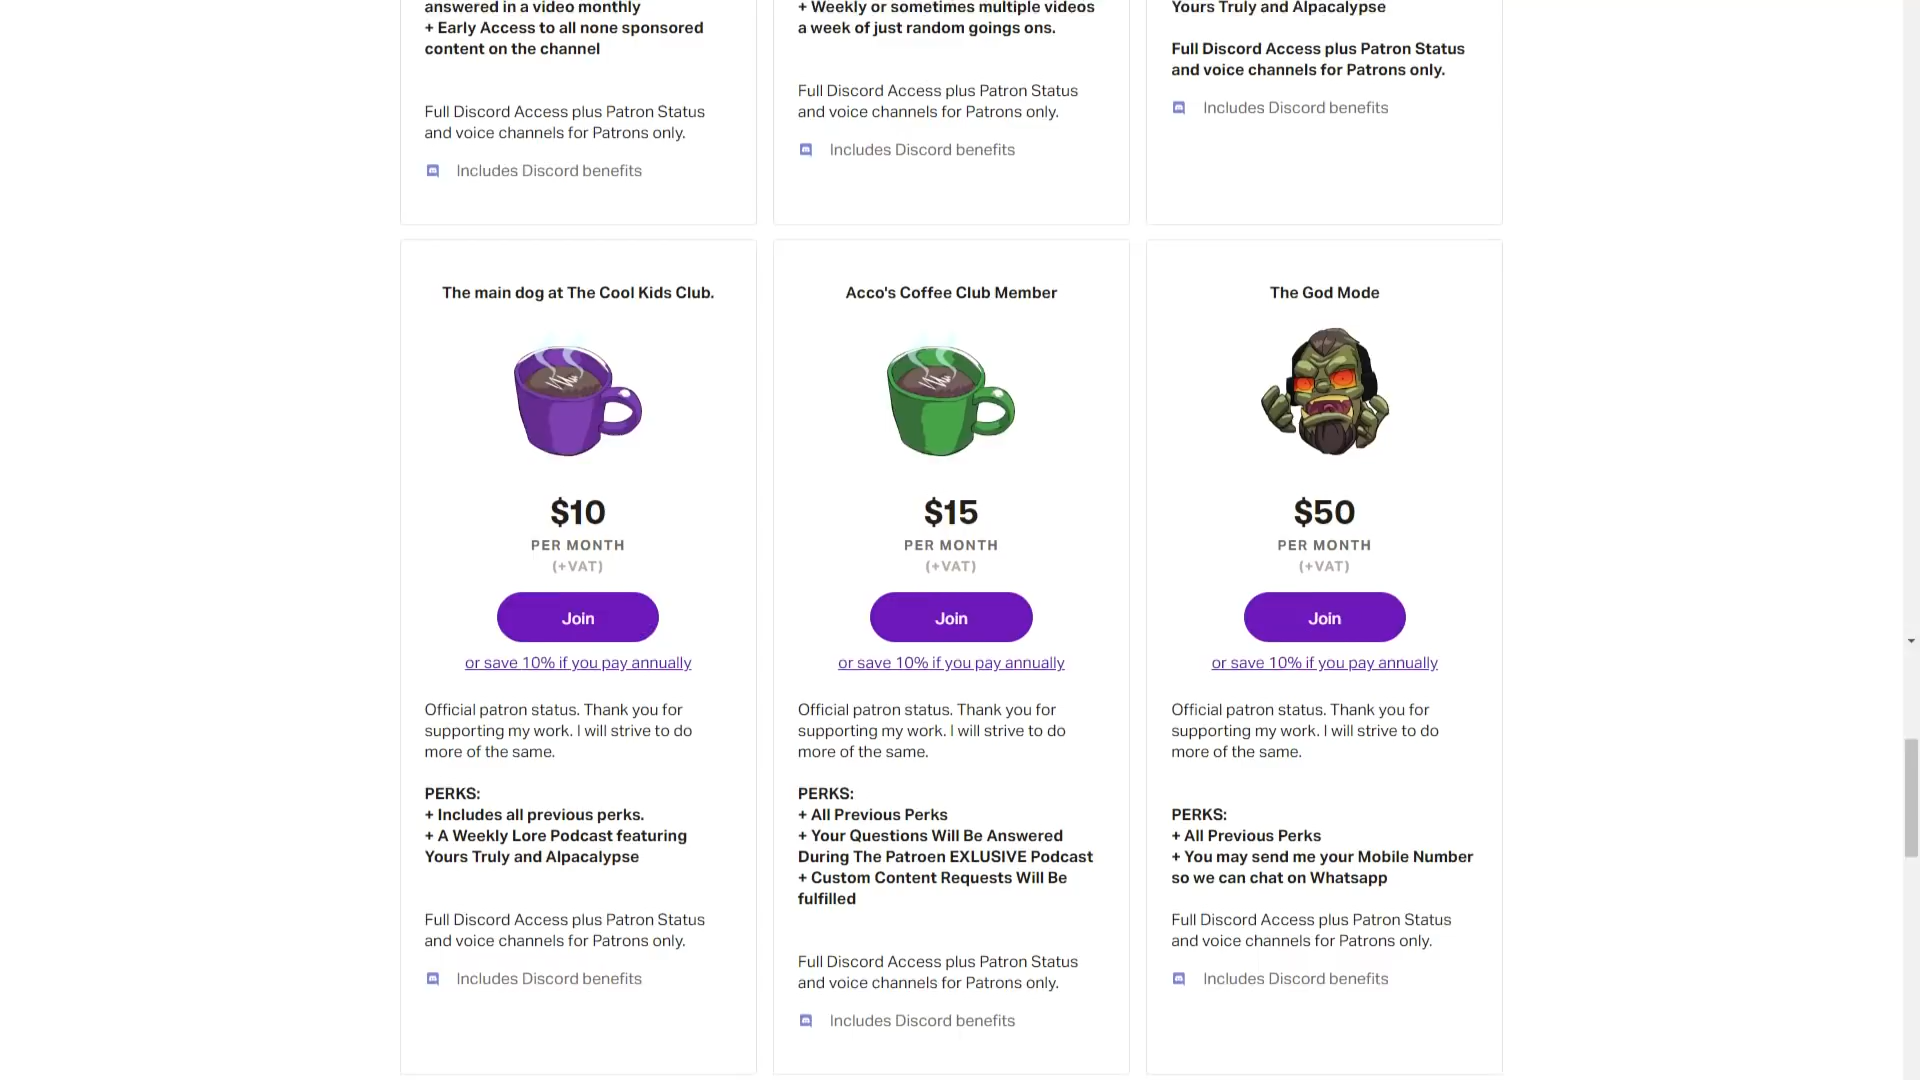 answered in a video monthly
+ Early Access to all none sponsored
content on the channel
Full Discord Access plus Patron Status
and voice channels for Patrons only.
Includes Discord benefits
+ Weekly or sometimes multiple videos
a week of just random goings ons.
Full Discord Access plus Patron Status
and voice channels for Patrons only.
Includes Discord benefits
Yours Truly and Alpacalypse
Full Discord Access plus Patron Status
and voice channels for Patrons only.
Includes Discord benefits
The main dog at The Cool Kids Club.
$10
PER MONTH
(+VAT)
Join
or save 10% if you pay annually
Official patron status. Thank you for
supporting my work. I will strive to do
more of the same.
PERKS:
+ Includes all previous perks.
+ A Weekly Lore Podcast featuring
Yours Truly and Alpacalypse
Full Discord Access plus Patron Status
and voice channels for Patrons only.
Includes Discord benefits
Acco's Coffee Club Member
$15
PER MONTH
(+VAT)
Join
or save 10% if you pay annually
Official patron status. Thank you for
supporting my work. I will strive to do
more of the same.
PERKS:
+ All Previous Perks
+ Your Questions Will Be Answered
During The Patroen EXLUSIVE Podcast
+ Custom Content Requests Will Be
fulfilled
Full Discord Access plus Patron Status
and voice channels for Patrons only.
Includes Discord benefits
The God Mode
$50
PER MONTH
(+VAT)
Join
or save 10% if you pay annually
Official patron status. Thank you for
supporting my work. I will strive to do
more of the same.
PERKS:
+ All Previous Perks
+ You may send me your Mobile Number
so we can chat on Whatsapp
Full Discord Access plus Patron Status
and voice channels for Patrons only.
Includes Discord benefits